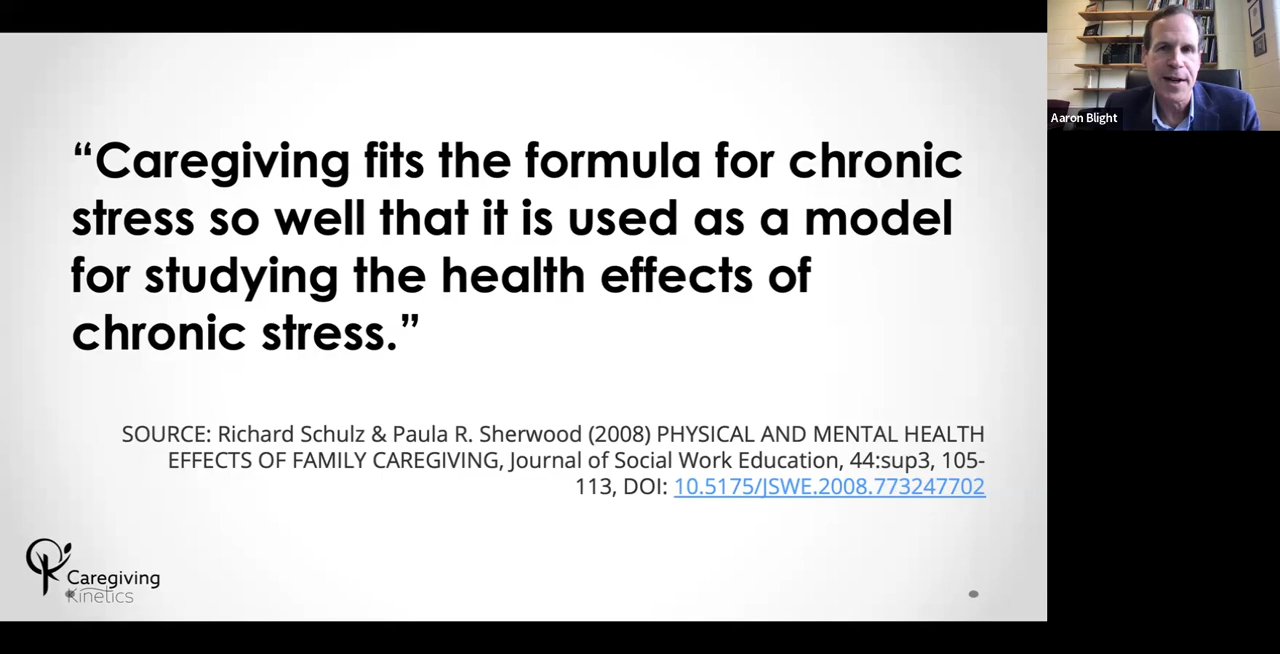 “Caregiving fits the formula for chronic
stress so well that it is used as a model
for studying the health effects of
chronic stress.”
SOURCE: Richard Schulz & Paula R. Sherwood (2008) PHYSICAL AND MENTAL HEALTH
EFFECTS OF FAMILY CAREGIVING, Journal of Social Work Education, 44:sup3, 105-
113, DOI: 10.5175/JSWE.2008.773247702
Caregiving
Kinetics
Aaron Blight